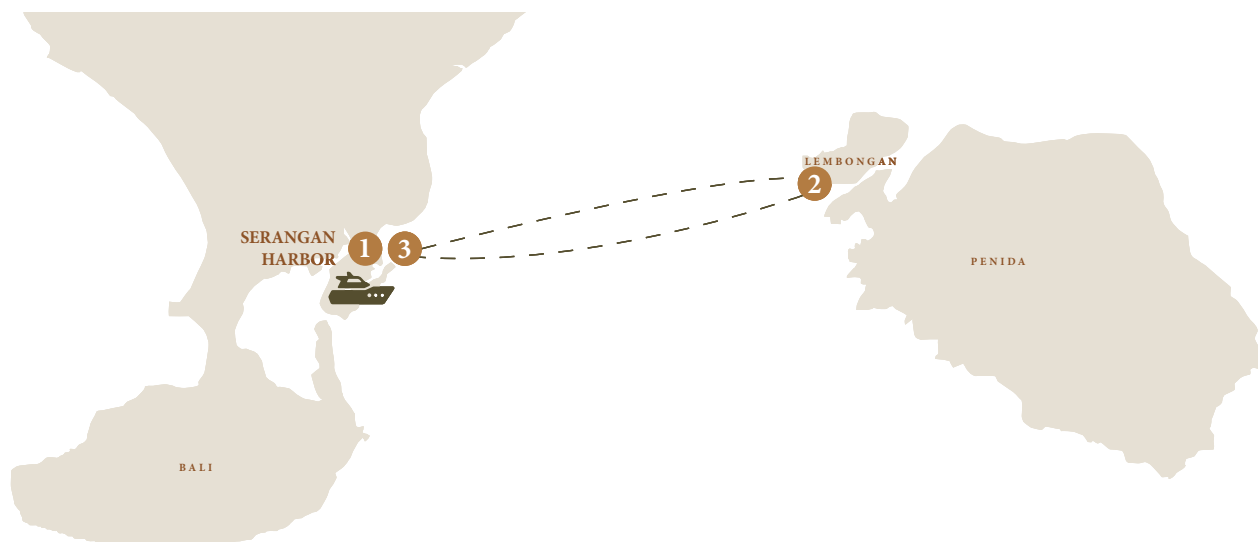 LEMBONGAN
2
SERANGAN
HARBOR
1 3
PENIDA
BALI